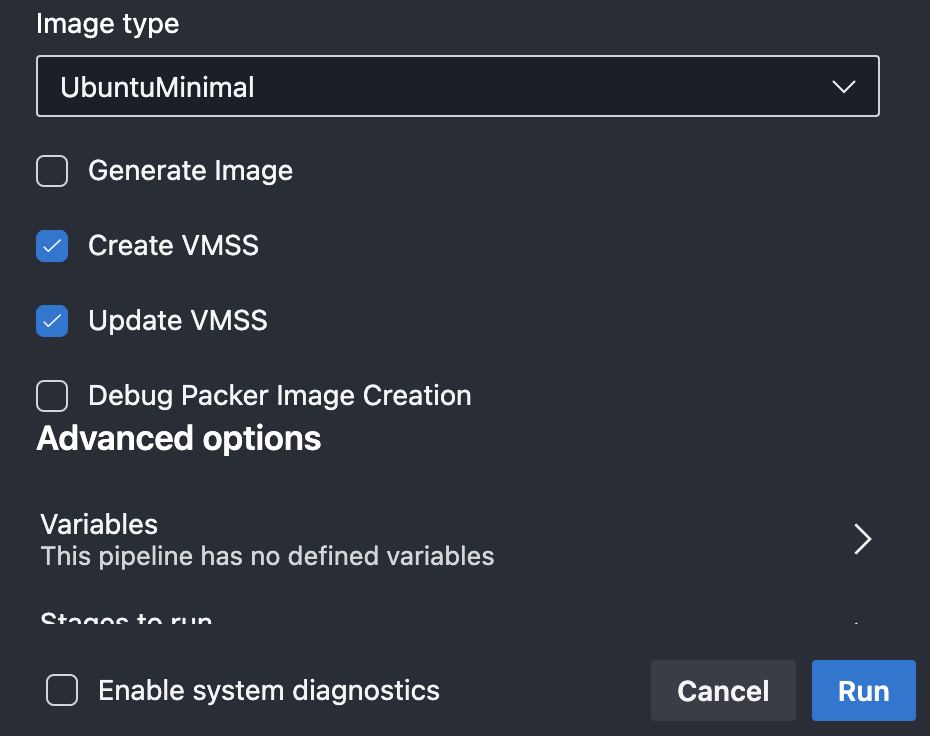 Image type
UbuntuMinimal
Generate Image
Create VMSS
Update VMSS
Debug Packer Image Creation
Advanced options
Variables
This pipeline has no defined variables
Stages to run
Enable system diagnostics
Cancel
Run